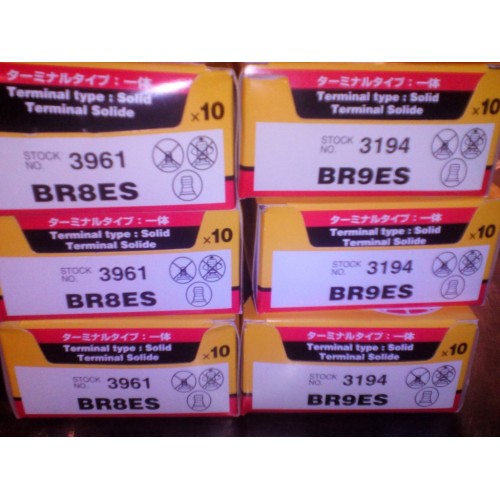 ターミナルタイプ：一体
Terminal type : Solid
Terminal Solide
×10
STOCK NO. 3961
BR8ES
ターミナルタイプ：一体
Terminal type : Solid
Terminal Solide
×10
STOCK NO. 3194
BR9ES
ターミナルタイプ：一体
Terminal type : Solid
Terminal Solide
×10
STOCK NO. 3961
BR8ES
ターミナルタイプ：一体
Terminal type : Solid
Terminal Solide
×10
STOCK NO. 3194
BR9ES
ターミナルタイプ：一体
Terminal type : Solid
Terminal Solide
×10
STOCK NO. 3961
BR8ES
ターミナルタイプ：一体
Terminal type : Solid
Terminal Solide
×10
STOCK NO. 3194
BR9ES